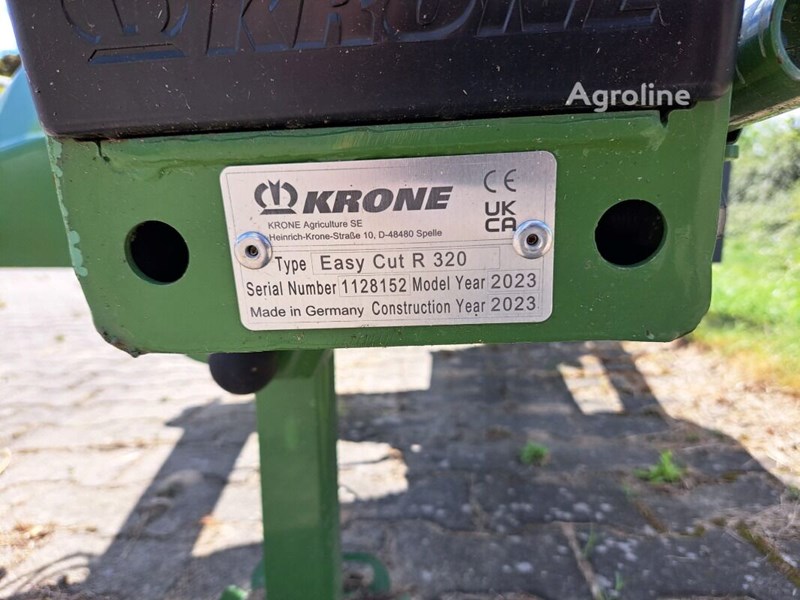 KRONE
Agroline
KRONE CE
KRONE Agriculture SE
Heinrich-Krone-Straße 10, D-48480 Spelle
UK
CA
Type Easy Cut R 320
Serial Number 1128152 Model Year 2023
Made in Germany Construction Year 2023